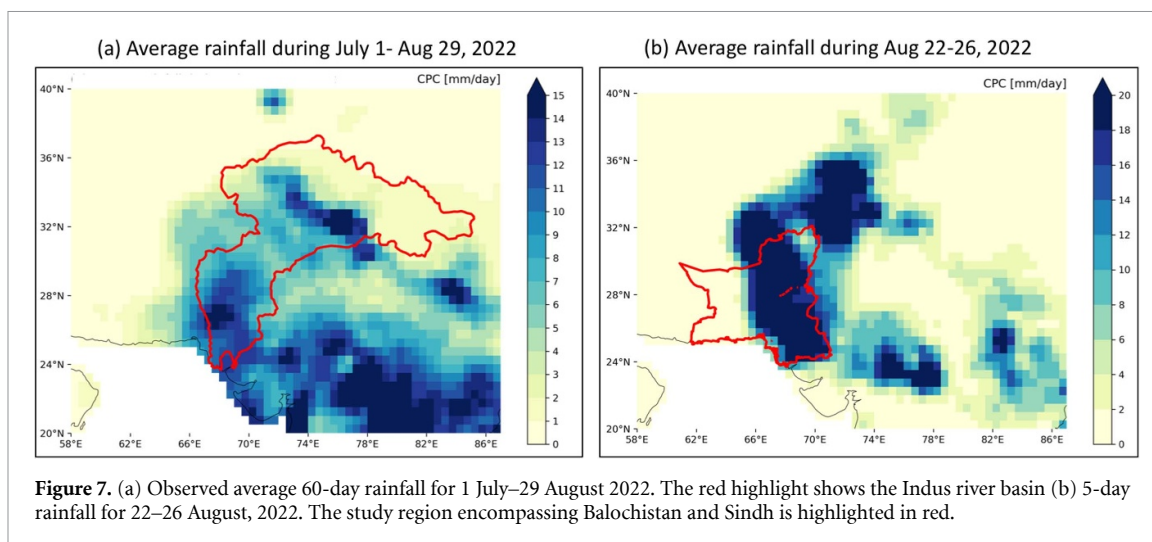 (a) Average rainfall during July 1- Aug 29, 2022
(b) Average rainfall during Aug 22-26, 2022
CPC [mm/day]
40°N
36°N
32°N
28°N
24°N
20°N
58°E 62°E 66°E 70°E 74°E 78°E 82°E 86°E
15
14
13
12
11
10
9
8
7
6
5
4
3
2
1
0
CPC [mm/day]
40°N
36°N
32°N
28°N
24°N
20°N
58°E 62°E 66°E 70°E 74°E 78°E 82°E 86°E
20
18
16
14
12
10
8
6
4
2
0
Figure 7. (a) Observed average 60-day rainfall for 1 July–29 August 2022. The red highlight shows the Indus river basin (b) 5-day
rainfall for 22–26 August, 2022. The study region encompassing Balochistan and Sindh is highlighted in red.